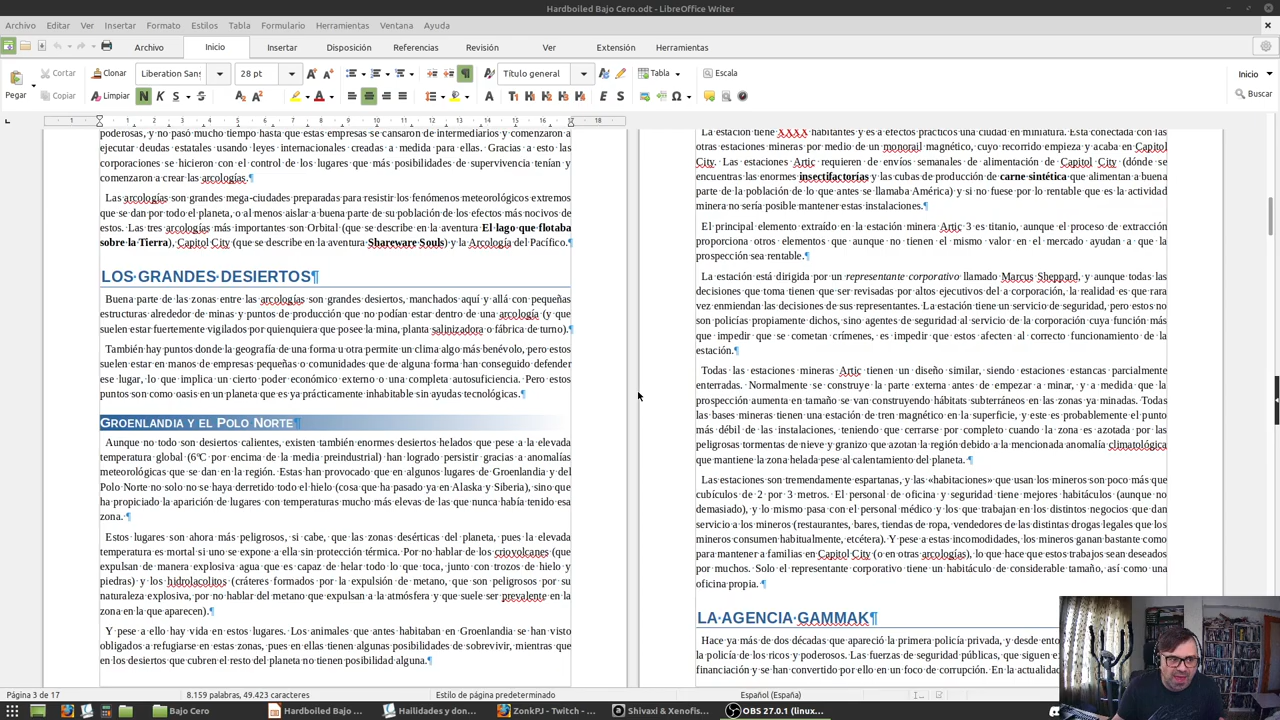 Hardboiled Bajo Cero.odt - LibreOffice Writer
Archivo Editar Ver Insertar Formato Estilos Tabla Formulario Herramientas Ventana Ayuda
Archivo Inicio Insertar Disposición Referencias Revisión Ver Extensión Herramientas
Pegar Cortar Clonar Liberation Sans 28 pt Título general Tabla Escala Inicio
Copiar Limpiar Buscar
poderosas, y no pasó mucho tiempo hasta que estas empresas se cansaron de intermediarios y comenzaron a
ejecutar deudas estatales usando leyes internacionales creadas a medida para ellas. Gracias a esto las
corporaciones se hicieron con el control de los lugares que más posibilidades de supervivencia tenían y
comenzaron a crear las arcologías.¶
Las arcologías son grandes mega-ciudades preparadas para resistir los fenómenos meteorológicos extremos
que se dan por todo el planeta, o al menos aislar a buena parte de su población de los efectos más nocivos de
estos. Las tres arcologías más importantes son Orbital (que se describe en la aventura El lago que flotaba
sobre la Tierra), Capitol City (que se describe en la aventura Shareware Souls) y la Arcología del Pacífico.¶
LOS GRANDES DESIERTOS¶
Buena parte de las zonas entre las arcologías son grandes desiertos, manchados aquí y allá con pequeñas
estructuras alrededor de minas y puntos de producción que no podían estar dentro de una arcología (y que
suelen estar fuertemente vigilados por quienquiera que posee la mina, planta salinizadora o fábrica de turno).¶
También hay puntos donde la geografía de una forma u otra permite un clima algo más benévolo, pero estos
suelen estar en manos de empresas pequeñas o comunidades que de alguna forma han conseguido defender
ese lugar, lo que implica un cierto poder económico externo o una completa autosuficiencia. Pero estos
puntos son como oasis en un planeta que es ya prácticamente inhabitable sin ayudas tecnológicas.¶
GROENLANDIA Y EL POLO NORTE¶
Aunque no todo son desiertos calientes, existen también enormes desiertos helados que pese a la elevada
temperatura global (6ºC por encima de la media preindustrial) han logrado persistir gracias a anomalías
meteorológicas que se dan en la región. Estas han provocado que en algunos lugares de Groenlandia y del
Polo Norte no solo no se haya derretido todo el hielo (cosa que ha pasado ya en Alaska y Siberia), sino que
ha propiciado la aparición de lugares con temperaturas mucho más elevas de las que nunca había tenido esa
zona. ¶
Estos lugares son ahora más peligrosos, si cabe, que las zonas desérticas del planeta, pues la elevada
temperatura es mortal si uno se expone a ella sin protección térmica. Por no hablar de los criovolcanes (que
expulsan de manera explosiva agua que es capaz de helar todo lo que toca, junto con trozos de hielo y
piedras) y los hidrolacolitos (cráteres formados por la expulsión de metano, que son peligrosos por su
naturaleza explosiva, por no hablar del metano que expulsan a la atmósfera y que suele ser prevalente en la
zona en la que aparecen).¶
Y pese a ello hay vida en estos lugares. Los animales que antes habitaban en Groenlandia se han visto
obligados a refugiarse en estas zonas, pues en ellas tienen algunas posibilidades de sobrevivir, mientras que
en los desiertos que cubren el resto del planeta no tienen posibilidad alguna.¶
La estación tiene XXXX habitantes y es a efectos prácticos una ciudad en miniatura. Está conectada con las
otras estaciones mineras por medio de un monorail magnético, cuyo recorrido empieza y acaba en Capitol
City. Las estaciones Artic requieren de envíos semanales de alimentación de Capitol City (dónde se
encuentras las enormes insectifactorías y las cubas de producción de carne-sintética que alimentan a buena
parte de la población de lo que antes se llamaba América) y si no fuese por lo rentable que es la actividad
minera no sería posible mantener estas instalaciones.¶
El principal elemento extraído en la estación minera Artic 3 es titanio, aunque el proceso de extracción
proporciona otros elementos que aunque no tienen el mismo valor en el mercado ayudan a que la
prospección sea rentable.¶
La estación está dirigida por un representante corporativo llamado Marcus Sheppard, y aunque todas las
decisiones que toma tienen que ser revisadas por altos ejecutivos del a corporación, la realidad es que rara
vez enmiendan las decisiones de sus representantes. La estación tiene un servicio de seguridad, pero estos no
son policías propiamente dichos, sino agentes de seguridad al servicio de la corporación cuya función más
que impedir que se cometan crímenes, es impedir que estos afecten al correcto funcionamiento de la
estación.¶
Todas las estaciones mineras Artic tienen un diseño similar, siendo estaciones estancas parcialmente
enterradas. Normalmente se construye la parte externa antes de empezar a minar, y a medida que la
prospección aumenta en tamaño se van construyendo hábitats subterráneos en las zonas ya minadas. Todas
las bases mineras tienen una estación de tren magnético en la superficie, y este es probablemente el punto
más débil de las instalaciones, teniendo que cerrarse por completo cuando la zona es azotada por las
peligrosas tormentas de nieve y granizo que azotan la región debido a la mencionada anomalía climatológica
que mantiene la zona helada pese al calentamiento del planeta. ¶
Las estaciones son tremendamente espartanas, y las «habitaciones» que usan los mineros son poco más que
cubículos de 2 por 3 metros. El personal de oficina y seguridad tiene mejores habitáculos (aunque no
demasiado), y lo mismo pasa con el personal médico y los que trabajan en los distintos negocios que dan
servicio a los mineros (restaurantes, bares, tiendas de ropa, vendedores de las distintas drogas legales que los
mineros consumen habitualmente, etcétera). Y pese a estas incomodidades, los mineros ganan bastante como
para mantener a familias en Capitol City (o en otras arcologías), lo que hace que estos trabajos sean deseados
por muchos. Solo el representante corporativo tiene un habitáculo de considerable tamaño, así como una
oficina propia. ¶
LA AGENCIA GAMMAK¶
Hace ya más de dos décadas que apareció la primera policía privada, y desde
la policía de los ricos y poderosos. Las fuerzas de seguridad públicas, que siguen
financiación y se han convertido por ello en un foco de corrupción. En la actualidad
Página 3 de 17 8.159 palabras, 49.423 caracteres Estilo de página predeterminado Español (España)
Bajo Cero Hardboiled Bajo ... Hailidades y don... ZonkPJ - Twitch - ... Shivaxi & Xenofis... OBS 27.0.1 (linux...